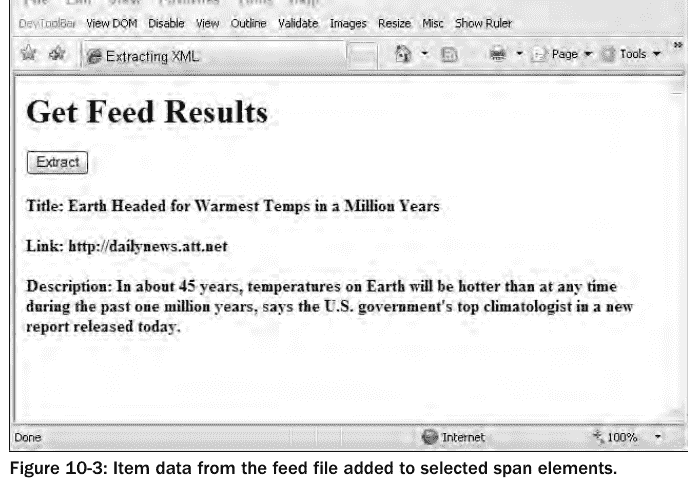 DevToolBar View DOM Disable View Outline Validate Images Resize Misc Show Ruler
Extracting XML
Page
Tools
Get Feed Results
Extract
Title: Earth Headed for Warmest Temps in a Million Years
Link: http://dailynews.att.net
Description: In about 45 years, temperatures on Earth will be hotter than at any time
during the past one million years, says the U.S. government's top climatologist in a new
report released today.
Done
Internet
100%
Figure 10-3: Item data from the feed file added to selected span elements.